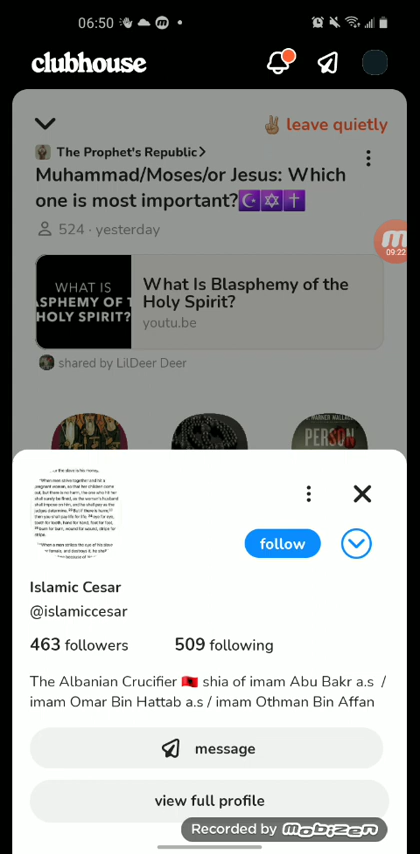 06:50
clubhouse
✌🏼 leave quietly
The Prophet's Republic>
Muhammad/Moses/or Jesus: Which
one is most important?☪️✡️✝️
524 · yesterday
09:22
WHAT IS
HOLY SPIRIT?
What Is Blasphemy of the
Holy Spirit?
youtu.be
shared by LilDeer Deer
PERSON
follow
Islamic Cesar
@islamiccesar
463 followers 509 following
The Albanian Crucifier 🇦🇱 shia of imam Abu Bakr a.s /
imam Omar Bin Hattab a.s / imam Othman Bin Affan
message
view full profile
Recorded by mobizen